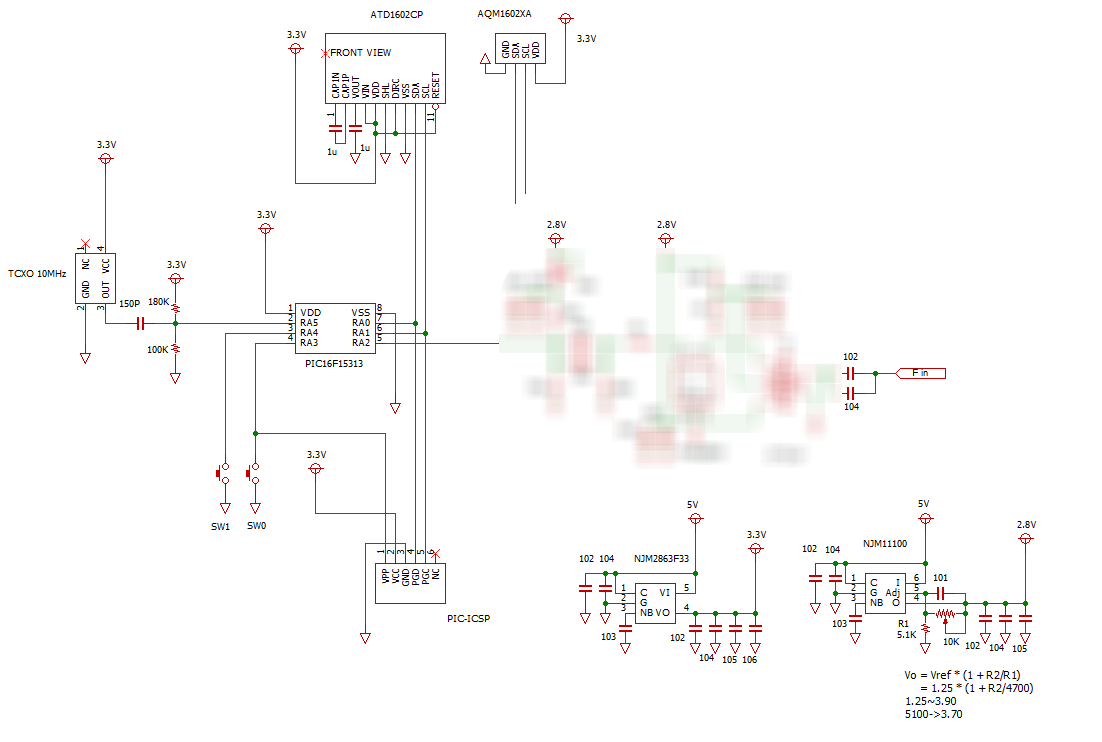 ATD1602CP
AQM1602XA
3.3V
3.3V
FRONT VIEW
GND
SDA
SCL
VDD
CAP1N
CAP1P
VOUT
VIN
VDD
SHL
DIRC
VSS
SDA
SCL
RESET
1
11
1u
1u
3.3V
3.3V
2.8V
2.8V
1
4
NC
VCC
TCXO 10MHz
GND
OUT
2
3
3.3V
150P
180K
100K
1 VDD VSS 8
2 RA5 RA0 7
3 RA4 RA1 6
4 RA3 RA2 5
PIC16F15313
102
F in
104
3.3V
SW1
SW0
1
2
3
4
5
6
VPP
VCC
GND
PGD
PGC
NC
PIC-ICSP
5V
3.3V
102
104
NJM2863F33
1 C VI 5
2 G
3 NB VO 4
103
102
104
105
106
5V
2.8V
NJM11100
102
104
1 C I 6
2 G Adj 5
3 NB O 4
101
103
R1
5.1K
10K
102
104
105
Vo = Vref * (1 + R2/R1)
= 1.25 * (1 + R2/4700)
1.25~3.90
5100->3.70